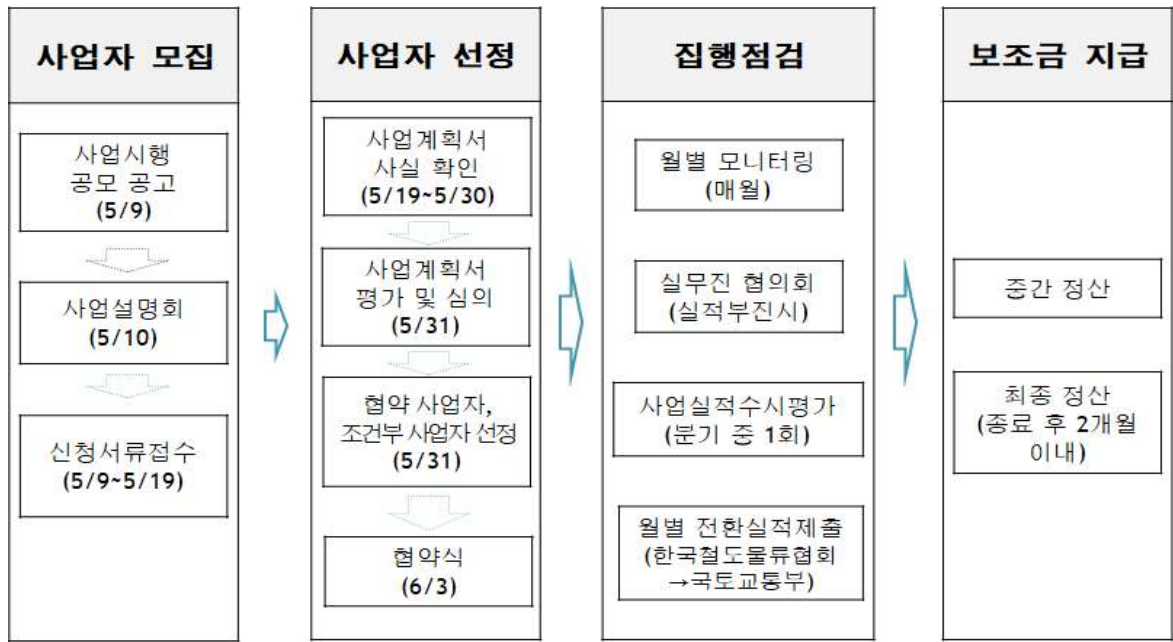 사업자 모집
사업시행
공모 공고
(5/9)
사업설명회
(5/10)
신청서류접수
(5/9~5/19)
사업자 선정
사업계획서
사실 확인
(5/19~5/30)
사업계획서
평가 및 심의
(5/31)
협약 사업자,
조건부 사업자 선정
(5/31)
협약식
(6/3)
집행점검
월별 모니터링
(매월)
실무진 협의회
(실적부진시)
사업실적수시평가
(분기 중 1회)
월별 전환실적제출
(한국철도물류협회
→국토교통부)
보조금 지급
중간 정산
최종 정산
(종료 후 2개월
이내)